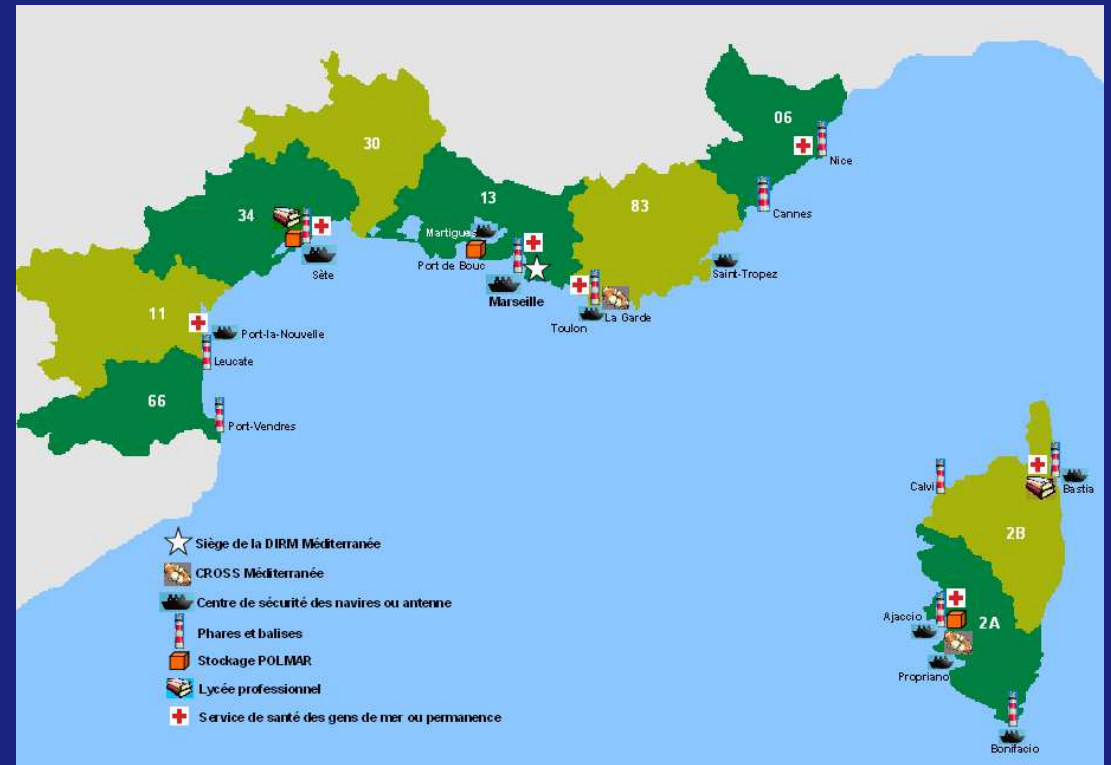 06
30
Nice
13
83
34
Cannes
Martigues
Port de Bouc
Saint-Tropez
Sète
Marseille
La Garde
Toulon
11
Port-la-Nouvelle
Leucate
66
Port-Vendres
Calvi
Bastia
2B
Siège de la DIRM Méditerranée
CROSS Méditerranée
Centre de sécurité des navires ou antenne
Phares et balises
Stockage POLMAR
Lycée professionnel
Service de santé des gens de mer ou permanence
Ajaccio
2A
Propriano
Bonifacio